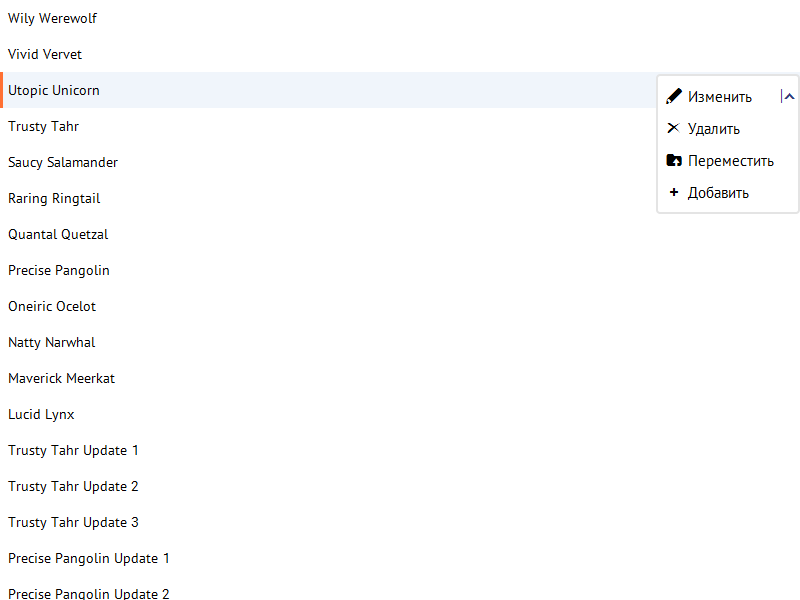 Wily Werewolf
Vivid Vervet
Utopic Unicorn
Изменить
Trusty Tahr
Удалить
Saucy Salamander
Переместить
Raring Ringtail
Добавить
Quantal Quetzal
Precise Pangolin
Oneiric Ocelot
Natty Narwhal
Maverick Meerkat
Lucid Lynx
Trusty Tahr Update 1
Trusty Tahr Update 2
Trusty Tahr Update 3
Precise Pangolin Update 1
Precise Pangolin Update 2